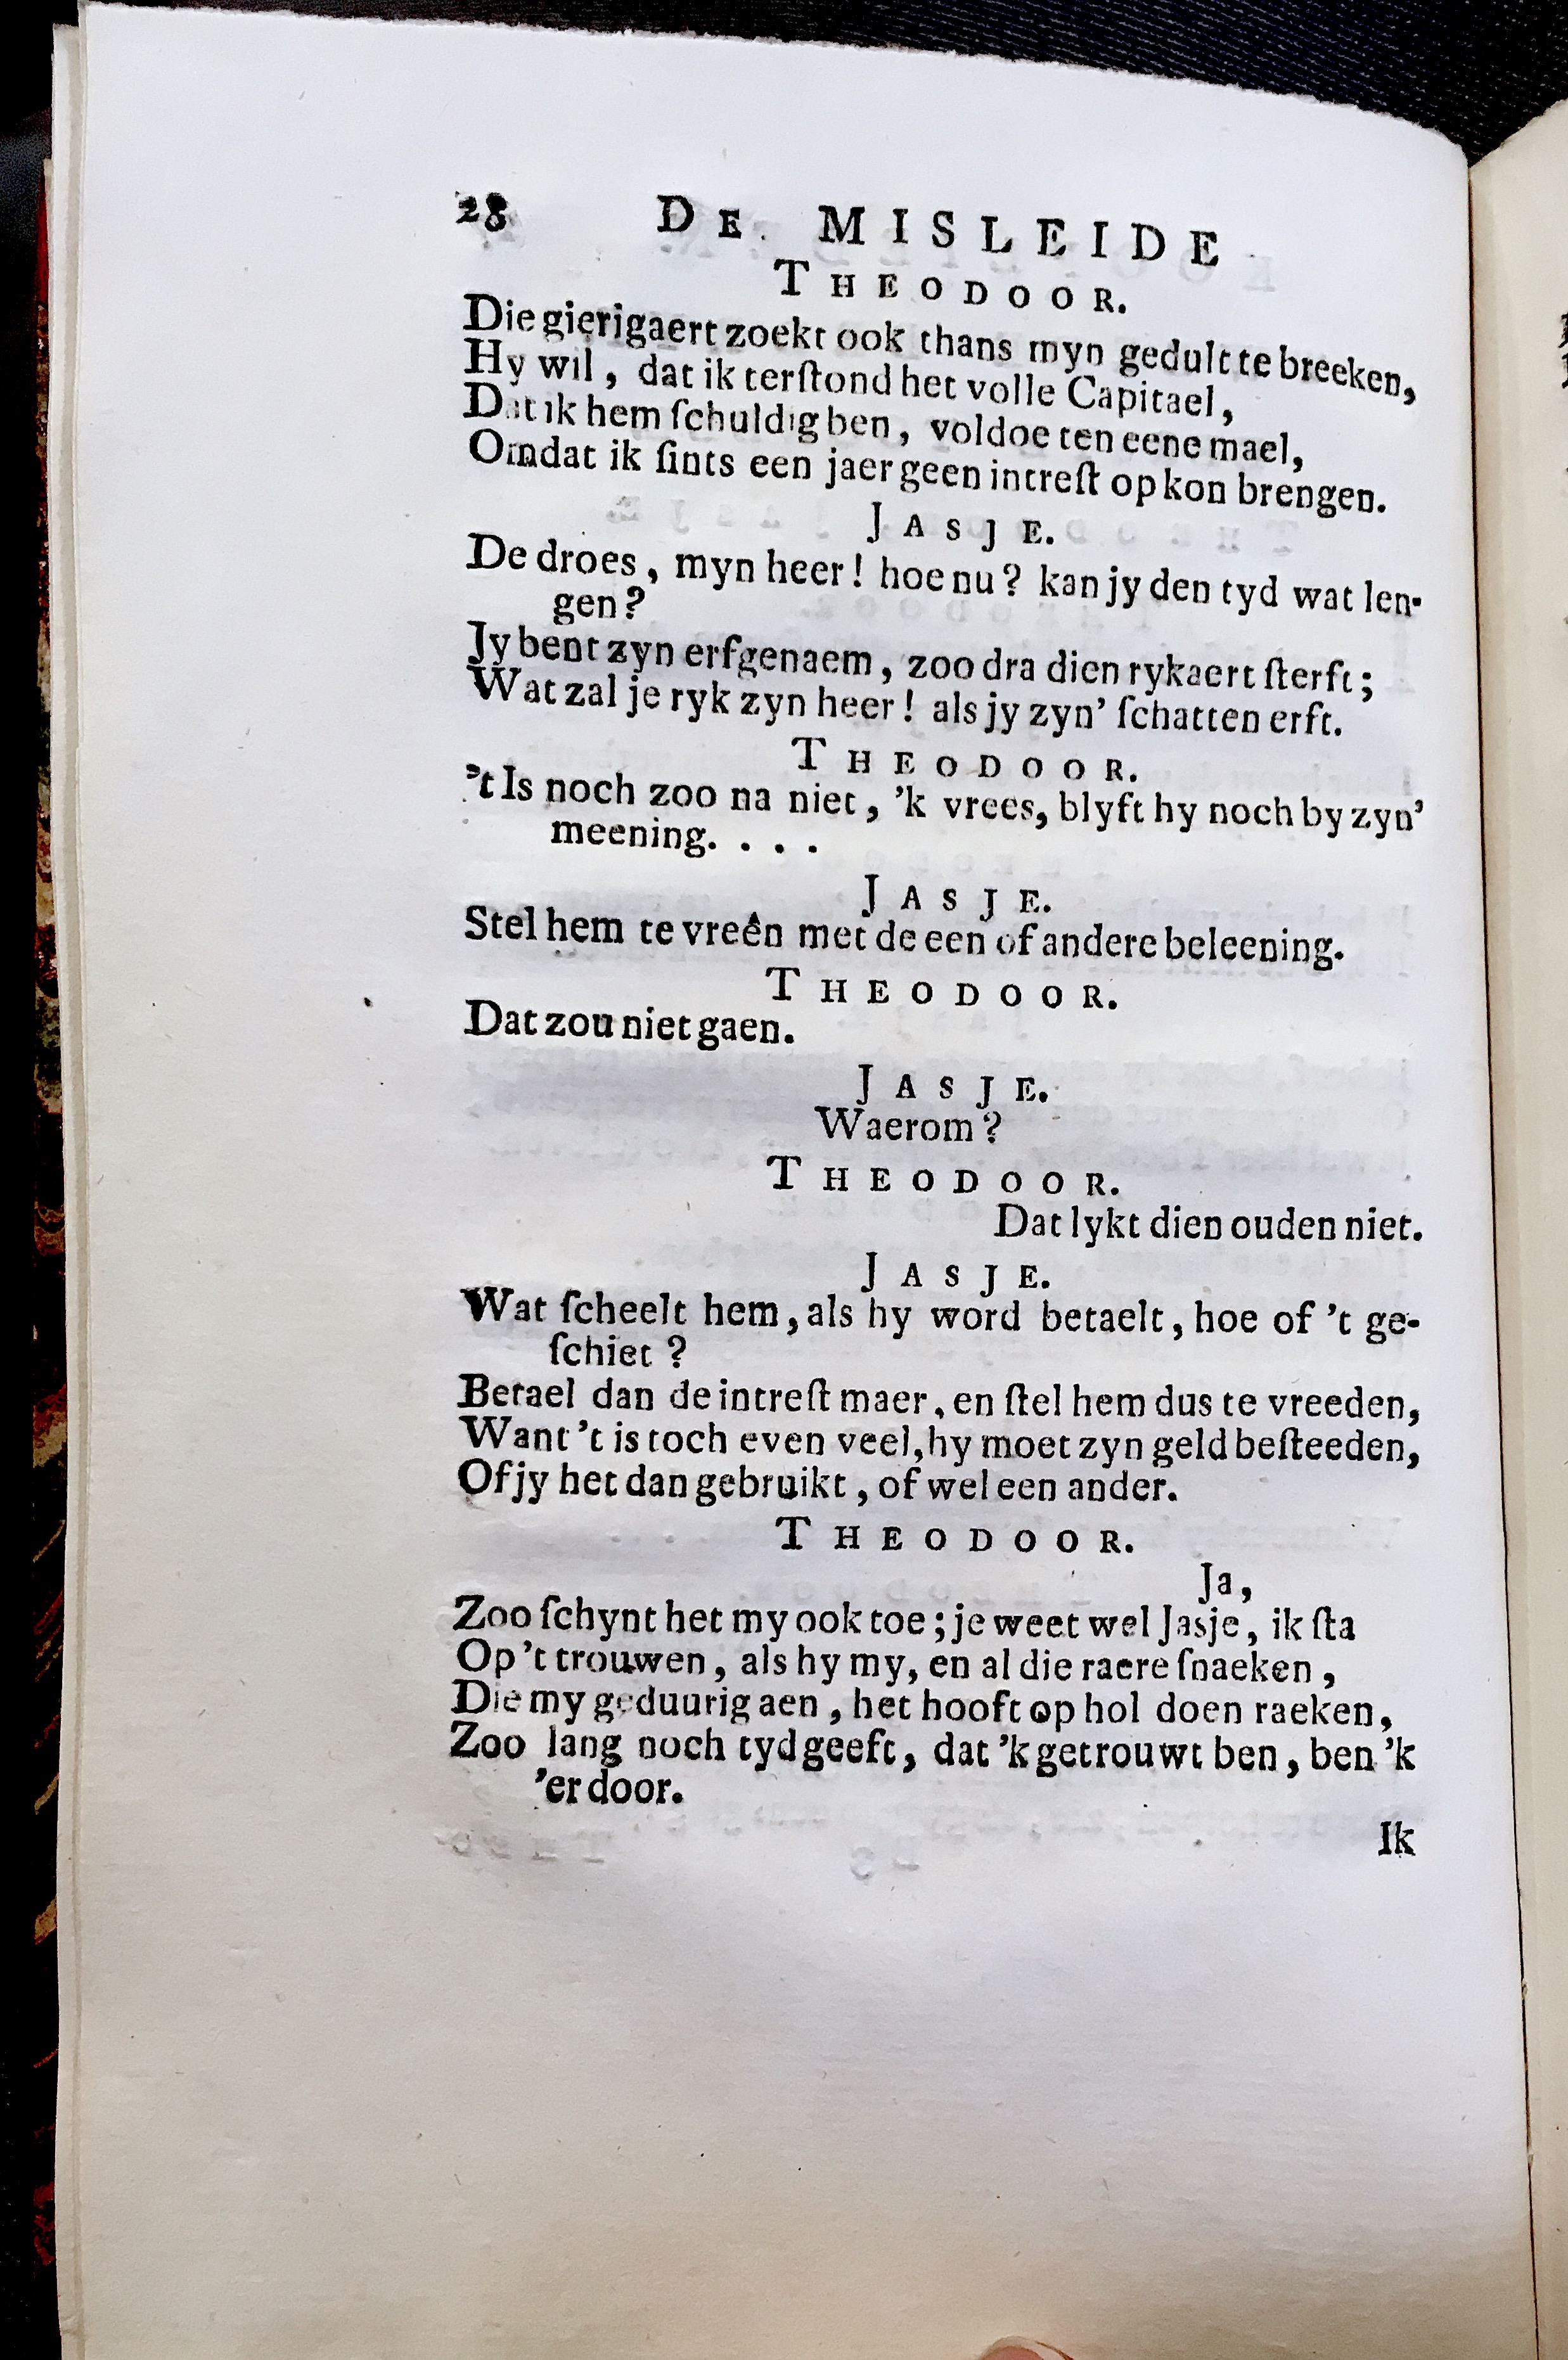 28 DE MISLEIDE
THEODOOR.
Die gierigaert zoekt ook thans myn gedult te breeken,
Hy wil, dat ik terſtond het volle Capitael,
Dat ik hem ſchuldig ben, voldoe ten eene mael,
Omdat ik ſints een jaer geen intreſt op kon brengen.
JASJE.
De droes, myn heer! hoe nu? kan jy den tyd wat len-
gen?
Jy bent zyn erfgenaem, zoo dra dien rykaert ſterft;
Wat zal je ryk zyn heer! als jy zyn' ſchatten erft.
THEODOOR.
't Is noch zoo na niet, 'k vrees, blyft hy noch by zyn'
meening. . . .
JASJE.
Stel hem te vreên met de een of andere beleening.
THEODOOR.
Dat zou niet gaen.
JASJE.
Waerom?
THEODOOR.
Dat lykt dien ouden niet.
JASJE.
Wat ſcheelt hem, als hy word betaelt, hoe of 't ge-
ſchiet?
Betael dan de intreſt maer, en ſtel hem dus te vreeden,
Want 't is toch even veel, hy moet zyn geld beſteeden,
Of jy het dan gebruikt, of wel een ander.
THEODOOR.
Ja,
Zoo ſchynt het my ook toe; je weet wel Jasje, ik ſta
Op 't trouwen, als hy my, en al die raere ſnaeken,
Die my geduurig aen, het hooft op hol doen raeken,
Zoo lang noch tyd geeft, dat 'k getrouwt ben, ben 'k
'er door.
Ik